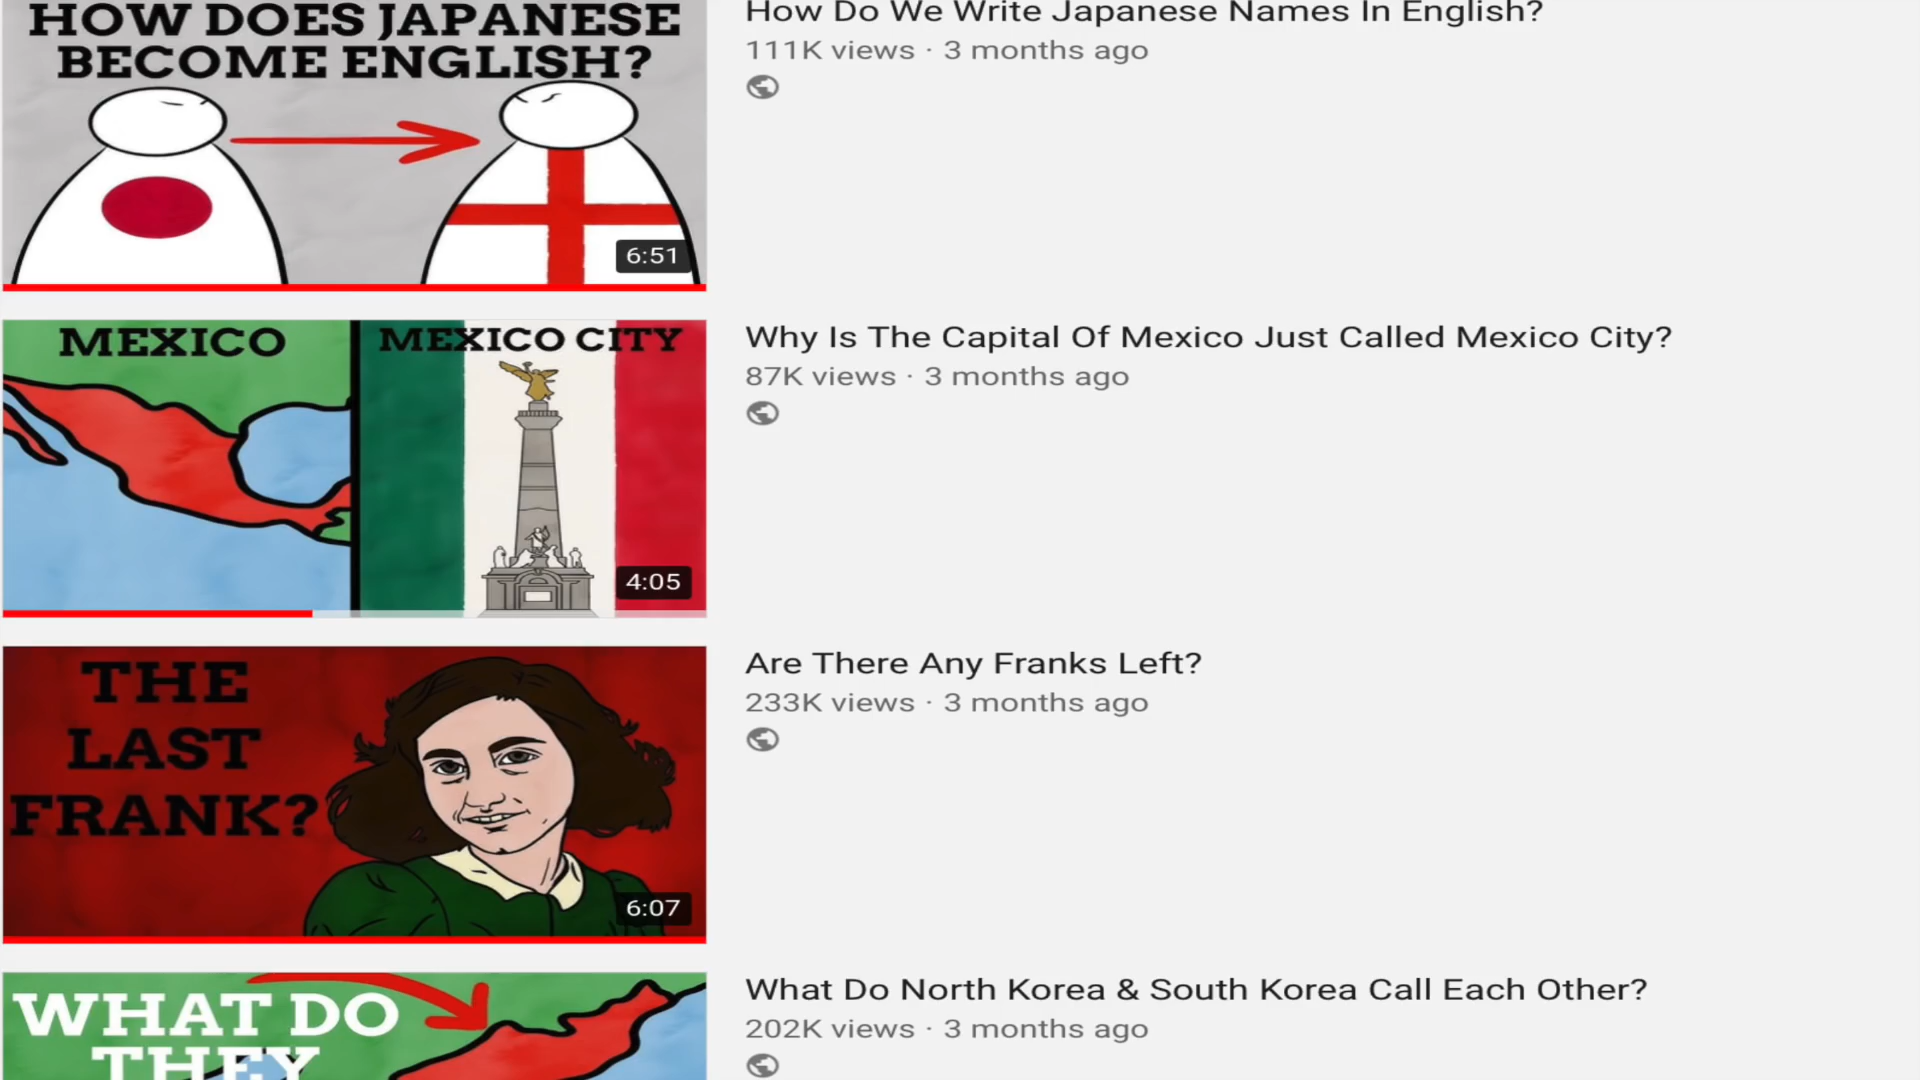 HOW DOES JAPANESE
BECOME ENGLISH?
6:51
How Do We Write Japanese Names In English?
111K views · 3 months ago
MEXICO
MEXICO CITY
4:05
Why Is The Capital Of Mexico Just Called Mexico City?
87K views · 3 months ago
THE
LAST
FRANK?
6:07
Are There Any Franks Left?
233K views · 3 months ago
WHAT DO
THEY
What Do North Korea & South Korea Call Each Other?
202K views · 3 months ago